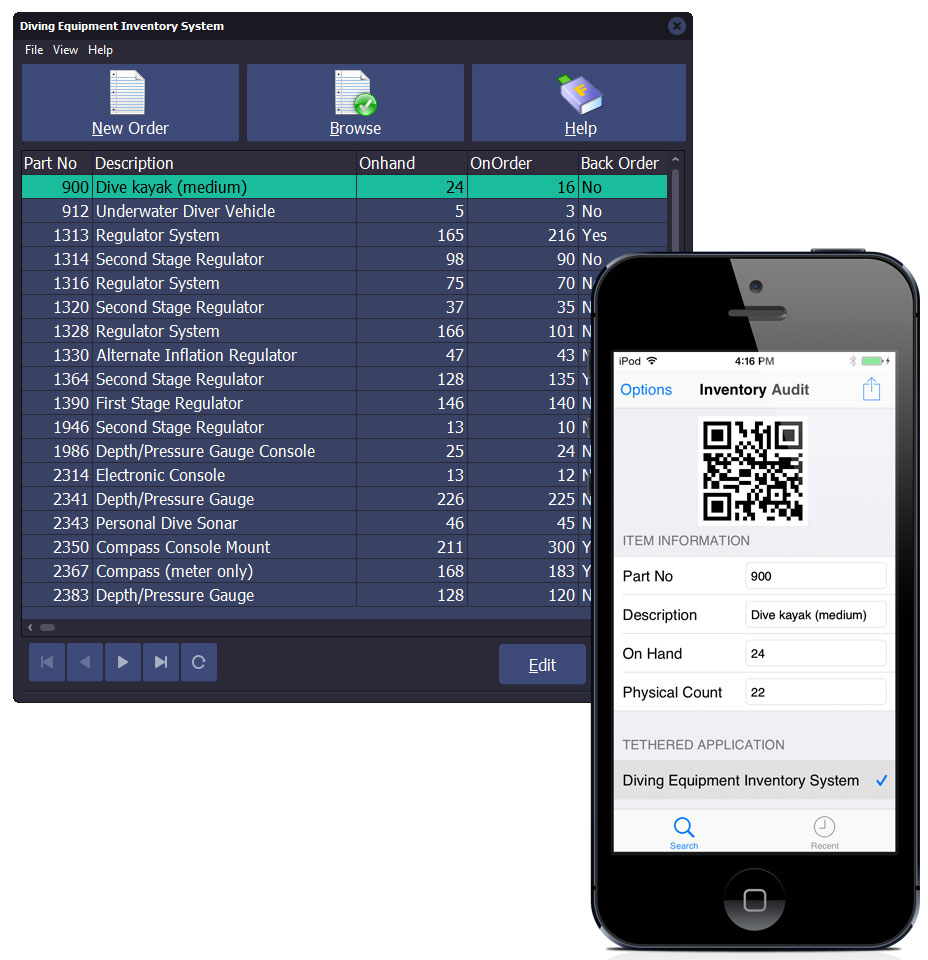 Diving Equipment Inventory System
File View Help
New Order Browse Help
Part No Description Onhand OnOrder Back Order
900 Dive kayak (medium) 24 16 No
912 Underwater Diver Vehicle 5 3 No
1313 Regulator System 165 216 Yes
1314 Second Stage Regulator 98 90 No
1316 Regulator System 75 70
1320 Second Stage Regulator 37 35
1328 Regulator System 166 101
1330 Alternate Inflation Regulator 47 43
1364 Second Stage Regulator 128 135
1390 First Stage Regulator 146 140
1946 Second Stage Regulator 13 10
1986 Depth/Pressure Gauge Console 25 24
2314 Electronic Console 13 12
2341 Depth/Pressure Gauge 226 225
2343 Personal Dive Sonar 46 45
2350 Compass Console Mount 211 300
2367 Compass (meter only) 168 183
2383 Depth/Pressure Gauge 128 120
Edit
iPod 4:16 PM
Options Inventory Audit
ITEM INFORMATION
Part No 900
Description Dive kayak (medium)
On Hand 24
Physical Count 22
TETHERED APPLICATION
Diving Equipment Inventory System
Search Recent